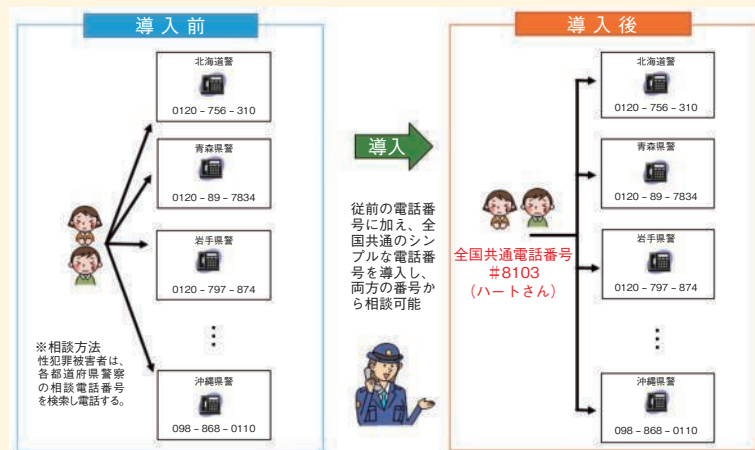 導入前
北海道警
0120－756－310
青森県警
0120－89－7834
岩手県警
0120－797－874
⋮
※相談方法
性犯罪被害者は、
各都道府県警察
の相談電話番号
を検索し電話する。
沖縄県警
098－868－0110
導入
従前の電話番
号に加え、全
国共通のシン
プルな電話番
号を導入し、
両方の番号か
ら相談可能
導入後
北海道警
0120－756－310
青森県警
0120－89－7834
全国共通電話番号
＃8103
（ハートさん）
岩手県警
0120－797－874
⋮
沖縄県警
098－868－0110